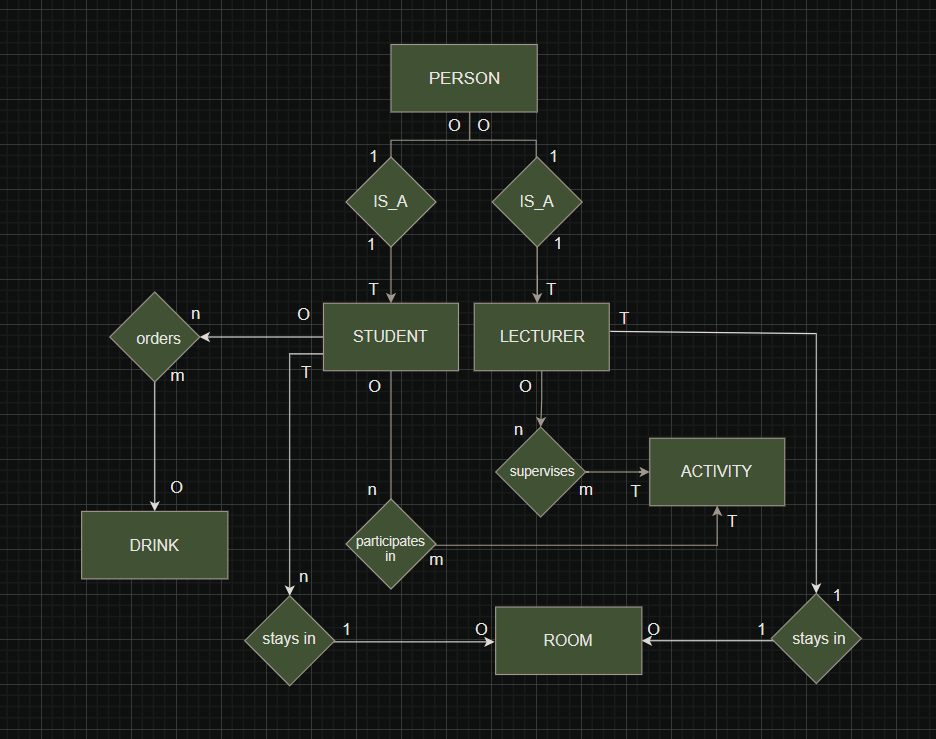 PERSON
O O
1 1
IS_A IS_A
1 1
T T
STUDENT LECTURER
O T
n O
orders
m T
O O
n
supervises
m T
ACTIVITY
T
O
DRINK
n
participates
in
m
n
stays in
1 O
ROOM
O 1
1
stays in